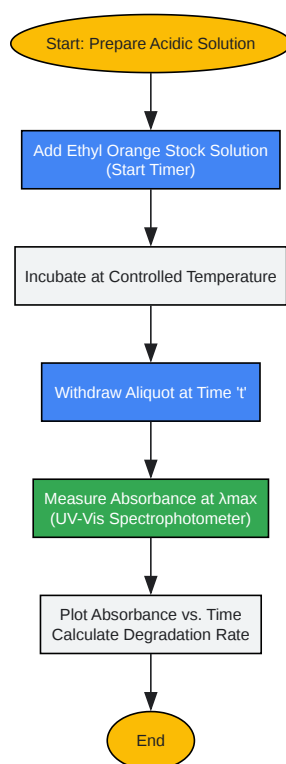 Start: Prepare Acidic Solution
Add Ethyl Orange Stock Solution
(Start Timer)
Incubate at Controlled Temperature
Withdraw Aliquot at Time 't'
Measure Absorbance at λmax
(UV-Vis Spectrophotometer)
Plot Absorbance vs. Time
Calculate Degradation Rate
End